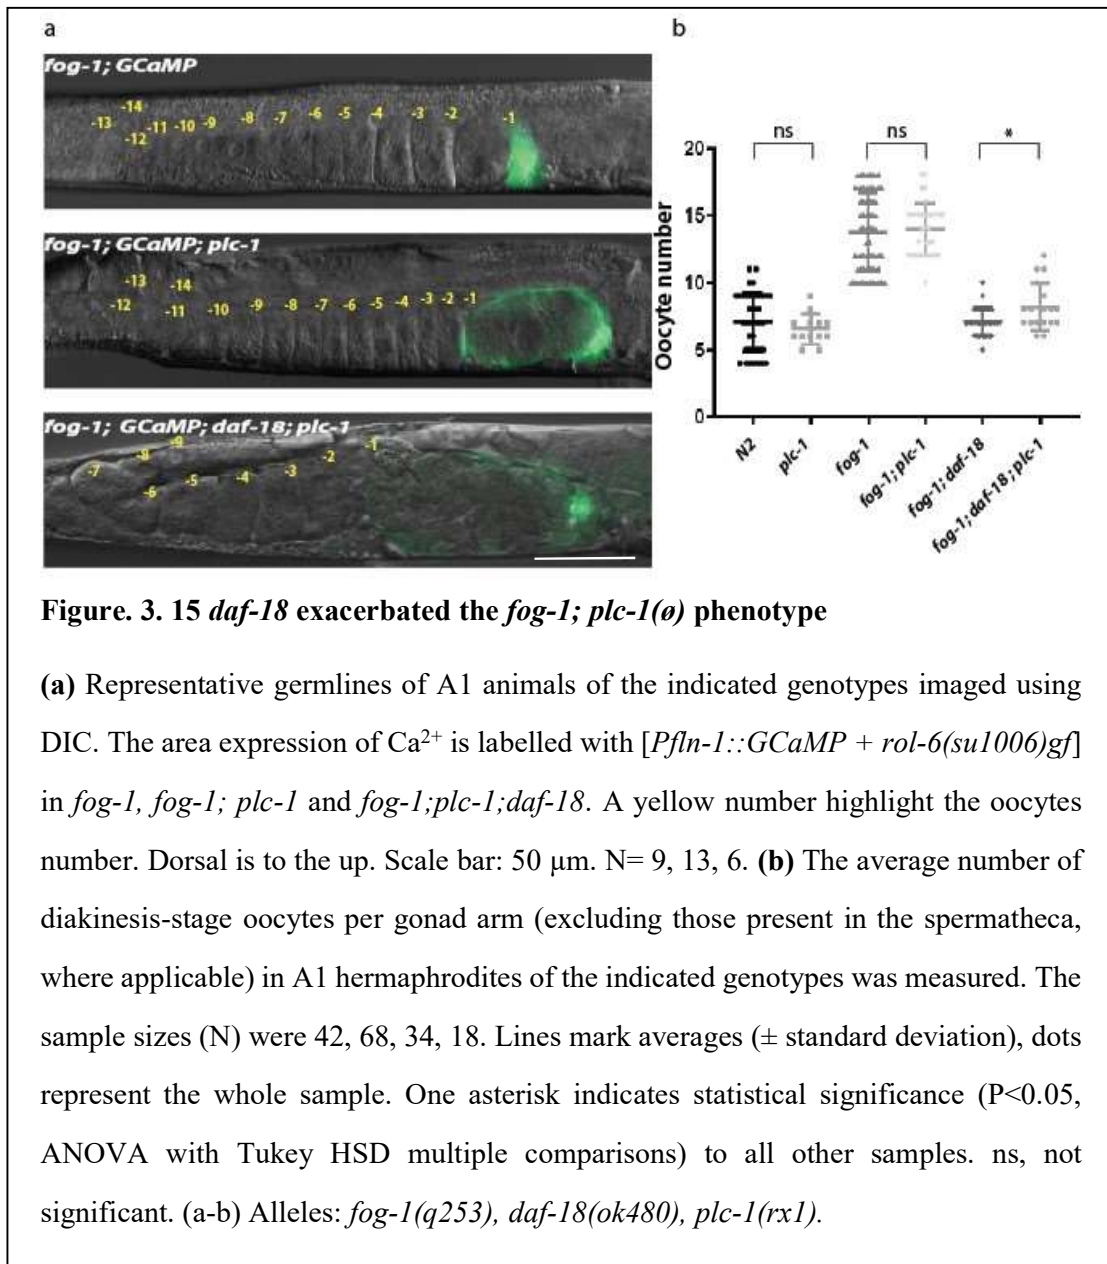 a
b
fog-1; GCaMP
-14
-13
-12
-11
-10
-9
-8
-7
-6
-5
-4
-3
-2
-1
fog-1; GCaMP; plc-1
-13
-14
-12
-11
-10
-9
-8
-7
-6
-5
-4
-3
-2
-1
fog-1; GCaMP; daf-18; plc-1
-9
-8
-7
-6
-5
-4
-3
-2
-1
ns
ns
*
Oocyte number
20
15
10
5
0
N2
plc-1
fog-1
fog-1; plc-1
fog-1; daf-18
fog-1; daf-18; plc-1
Figure. 3. 15 daf-18 exacerbated the fog-1; plc-1(ø) phenotype
(a) Representative germlines of A1 animals of the indicated genotypes imaged using
DIC. The area expression of Ca2+ is labelled with [Pfln-1::GCaMP + rol-6(su1006)gf]
in fog-1, fog-1; plc-1 and fog-1;plc-1;daf-18. A yellow number highlight the oocytes
number. Dorsal is to the up. Scale bar: 50 µm. N= 9, 13, 6. (b) The average number of
diakinesis-stage oocytes per gonad arm (excluding those present in the spermatheca,
where applicable) in A1 hermaphrodites of the indicated genotypes was measured. The
sample sizes (N) were 42, 68, 34, 18. Lines mark averages (± standard deviation), dots
represent the whole sample. One asterisk indicates statistical significance (P<0.05,
ANOVA with Tukey HSD multiple comparisons) to all other samples. ns, not
significant. (a-b) Alleles: fog-1(q253), daf-18(ok480), plc-1(rx1).